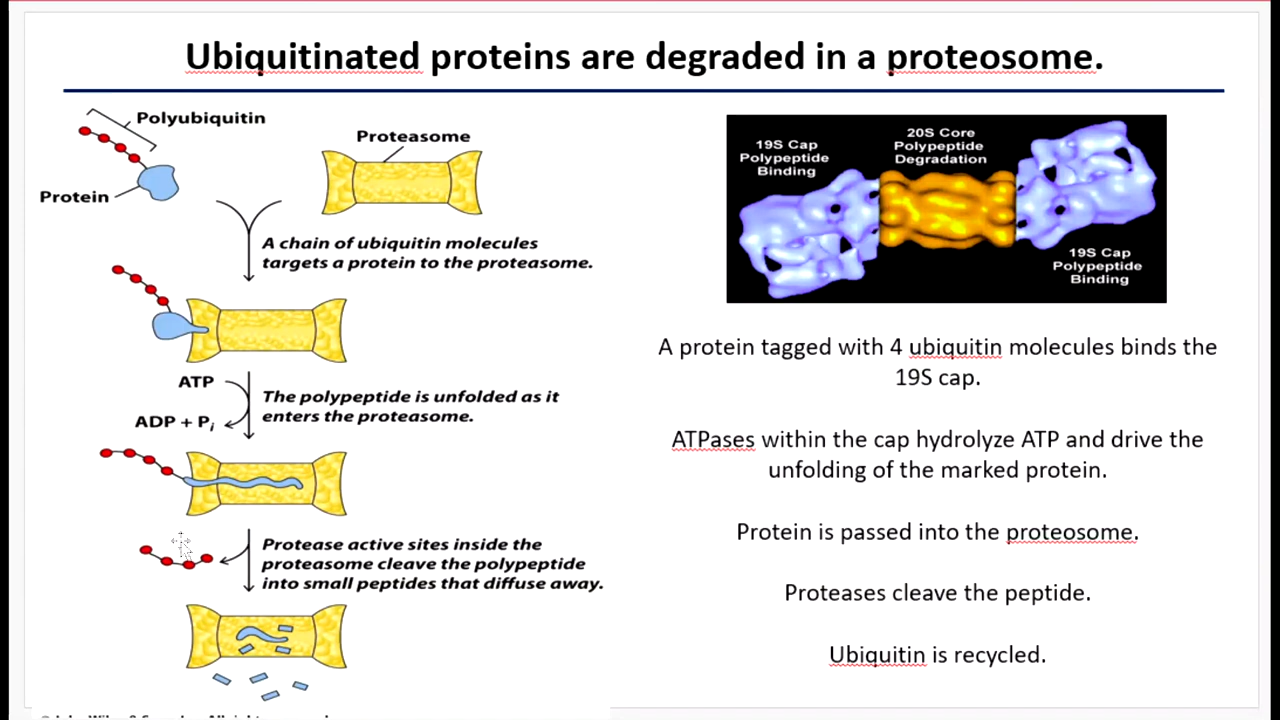 Ubiquitinated proteins are degraded in a proteosome.
Polyubiquitin
Protein
Proteasome
A chain of ubiquitin molecules
targets a protein to the proteasome.
ATP
ADP + Pi
The polypeptide is unfolded as it
enters the proteasome.
Protease active sites inside the
proteasome cleave the polypeptide
into small peptides that diffuse away.
19S Cap
Polypeptide
Binding
20S Core
Polypeptide
Degradation
19S Cap
Polypeptide
Binding
A protein tagged with 4 ubiquitin molecules binds the
19S cap.
ATPases within the cap hydrolyze ATP and drive the
unfolding of the marked protein.
Protein is passed into the proteosome.
Proteases cleave the peptide.
Ubiquitin is recycled.